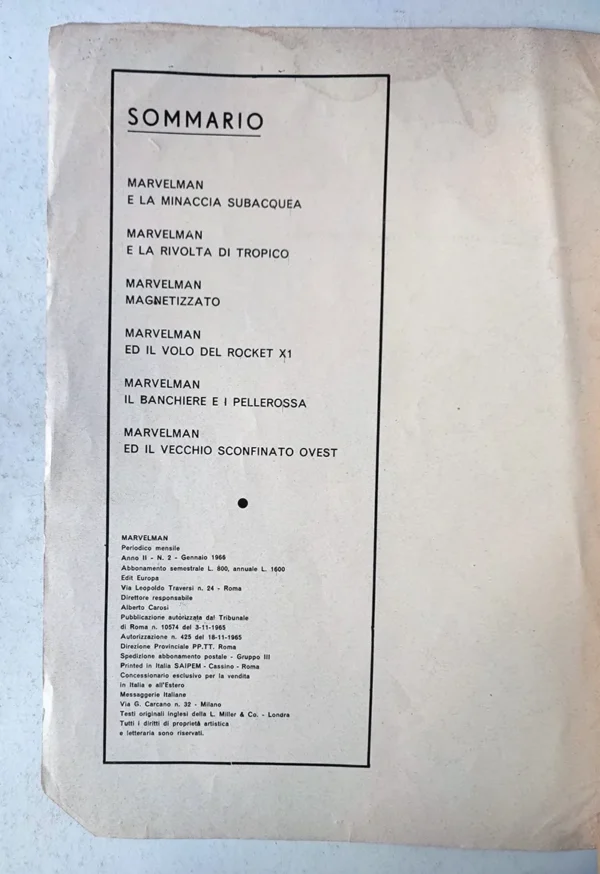 SOMMARIO
MARVELMAN
E LA MINACCIA SUBACQUEA
MARVELMAN
E LA RIVOLTA DI TROPICO
MARVELMAN
MAGNETIZZATO
MARVELMAN
ED IL VOLO DEL ROCKET X1
MARVELMAN
IL BANCHIERE E I PELLEROSSA
MARVELMAN
ED IL VECCHIO SCONFINATO OVEST
MARVELMAN
Periodico mensile
Anno II - N. 2 - Gennaio 1966
Abbonamento semestrale L. 800, annuale L. 1600
Edit Europa
Via Leopoldo Traversi n. 24 - Roma
Direttore responsabile
Alberto Carosi
Pubblicazione autorizzata dal Tribunale
di Roma n. 10574 del 3-11-1965
Autorizzazione n. 425 del 18-11-1965
Direzione Provinciale PP.TT. Roma
Spedizione abbonamento postale - Gruppo III
Printed in Italia SAIPEM - Cassino - Roma
Concessionario esclusivo per la vendita
in Italia e all'Estero
Messaggerie Italiane
Via G. Carcano n. 32 - Milano
Testi originali inglesi della L. Miller & Co. - Londra
Tutti i diritti di proprietà artistica
e letteraria sono riservati.